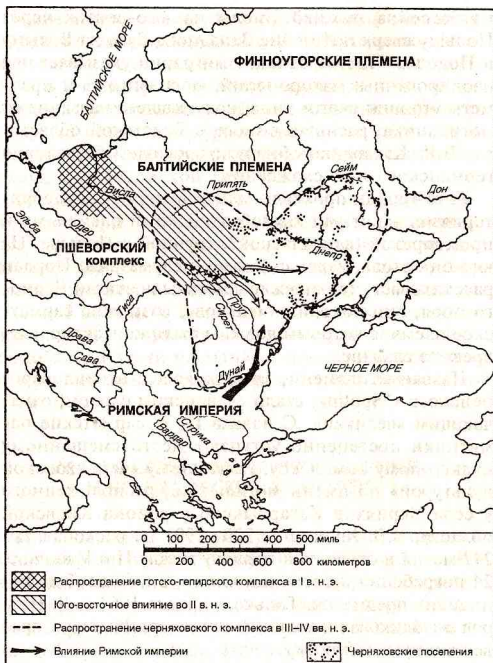 БАЛТИЙСКОЕ МОРЕ
ФИННОУГОРСКИЕ ПЛЕМЕНА
БАЛТИЙСКИЕ ПЛЕМЕНА
Сейм
Дон
Висла
Припять
Эльба
Одер
Днепр
ПШЕВОРСКИЙ
комплекс
Тиса
Прут
Сирет
Драва
Сава
Дунай
ЧЕРНОЕ МОРЕ
РИМСКАЯ ИМПЕРИЯ
Струма
Вардар
0 100 200 300 400 500 миль
0 200 400 600 800 километров
Распространение готско-гепидского комплекса в I в. н. э.
Юго-восточное влияние во II в. н. э.
Распространение черняховского комплекса в III–IV вв. н. э.
Влияние Римской империи
Черняховские поселения